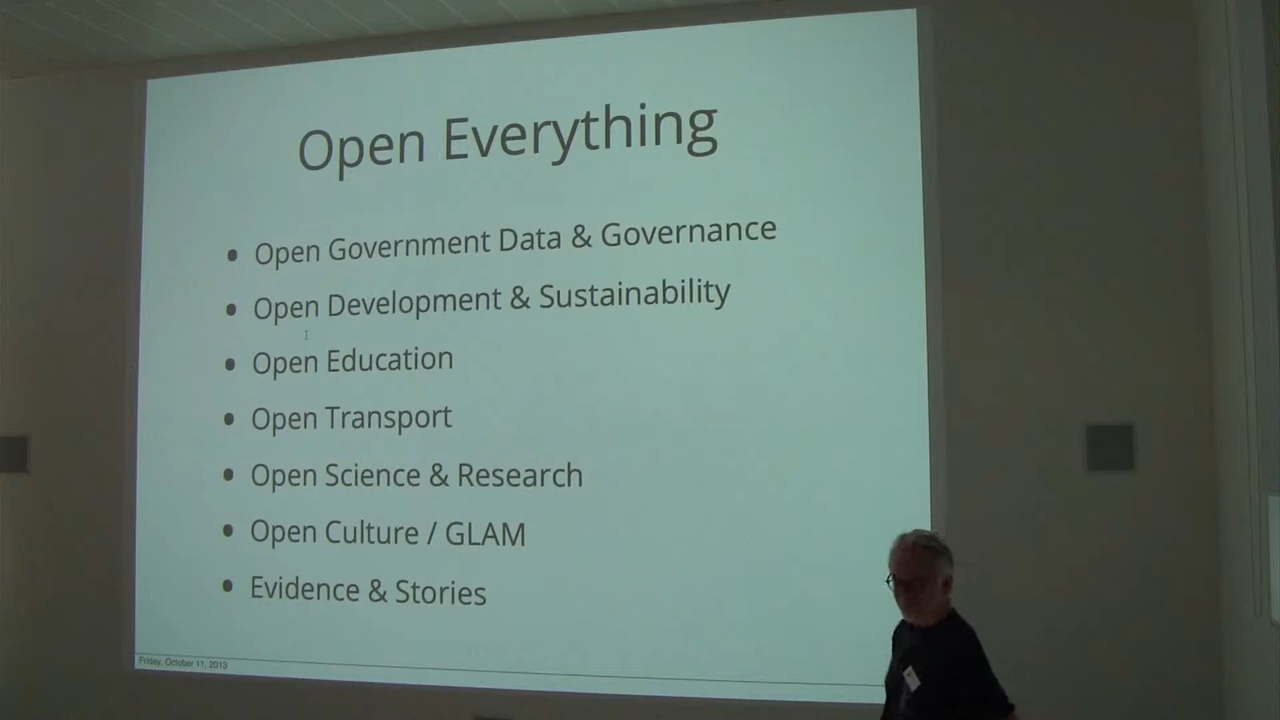 Open Everything
• Open Government Data & Governance
• Open Development & Sustainability
• Open Education
• Open Transport
• Open Science & Research
• Open Culture / GLAM
• Evidence & Stories
Friday, October 11, 2013